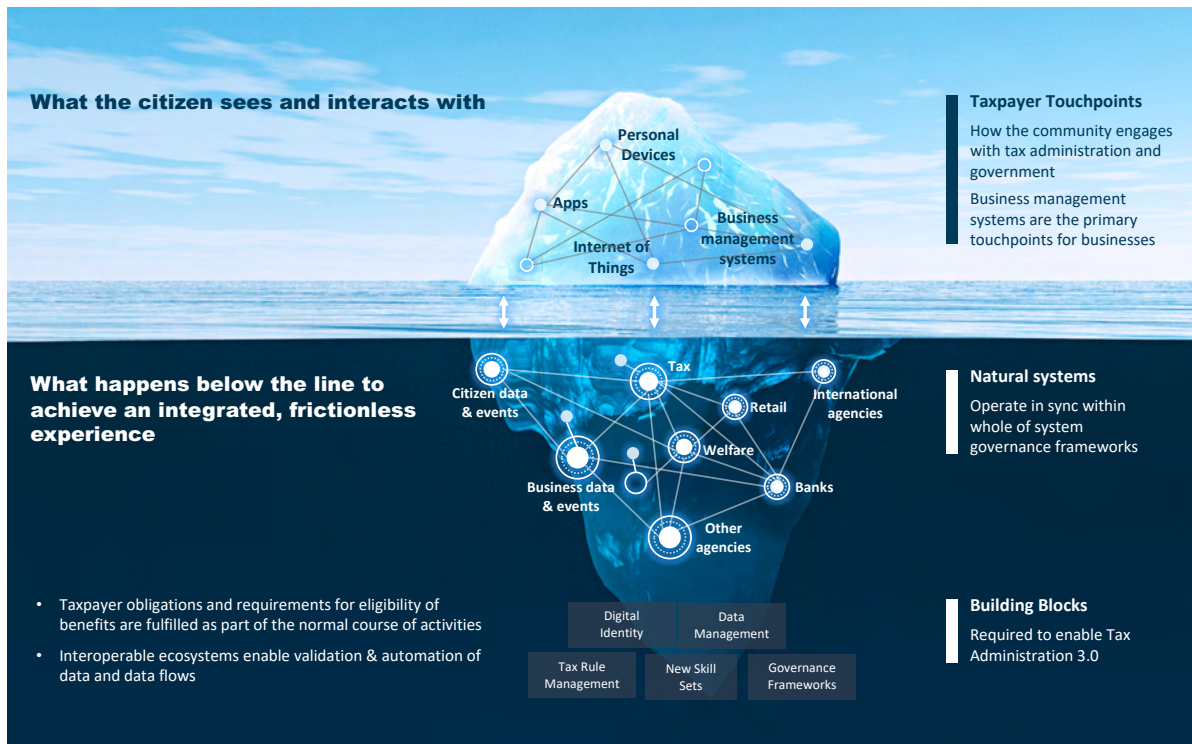 What the citizen sees and interacts with
Personal
Devices
Apps
Internet of
Things
Business
management
systems
Taxpayer Touchpoints
How the community engages
with tax administration and
government
Business management
systems are the primary
touchpoints for businesses
What happens below the line to
achieve an integrated, frictionless
experience
Citizen data
& events
Tax
Retail
International
agencies
Welfare
Business data
& events
Banks
Other
agencies
Natural systems
Operate in sync within
whole of system
governance frameworks
• Taxpayer obligations and requirements for eligibility of
benefits are fulfilled as part of the normal course of activities
• Interoperable ecosystems enable validation & automation of
data and data flows
Digital
Identity
Data
Management
Tax Rule
Management
New Skill
Sets
Governance
Frameworks
Building Blocks
Required to enable Tax
Administration 3.0